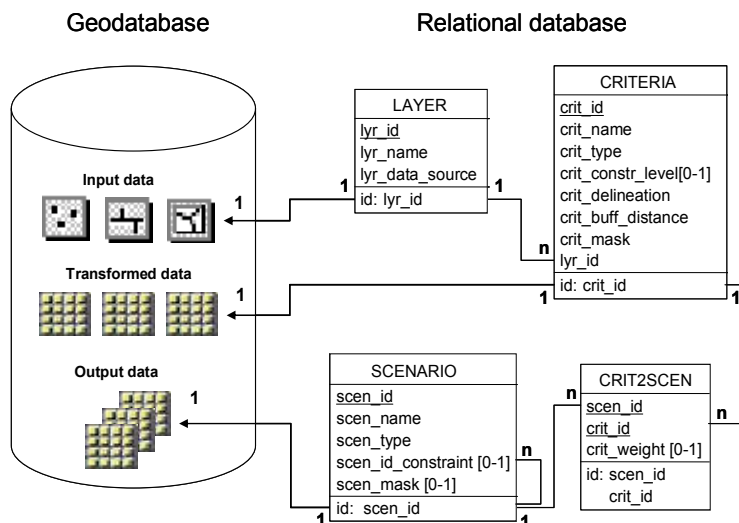 Geodatabase
Relational database
Input data
1
Transformed data
1
Output data
1
LAYER
lyr_id
lyr_name
lyr_data_source
id: lyr_id
1
1
CRITERIA
crit_id
crit_name
crit_type
crit_constr_level[0-1]
crit_delineation
crit_buff_distance
crit_mask
lyr_id
id: crit_id
n
1
1
SCENARIO
scen_id
scen_name
scen_type
scen_id_constraint [0-1]
scen_mask [0-1]
id: scen_id
n
1
1
CRIT2SCEN
scen_id
crit_id
crit_weight [0-1]
id: scen_id
crit_id
n
n